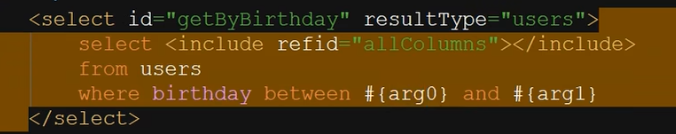 <select id="getByBirthday" resultType="users">
select <include refid="allColumns"></include>
from users
where birthday between #{arg0} and #{arg1}
</select>